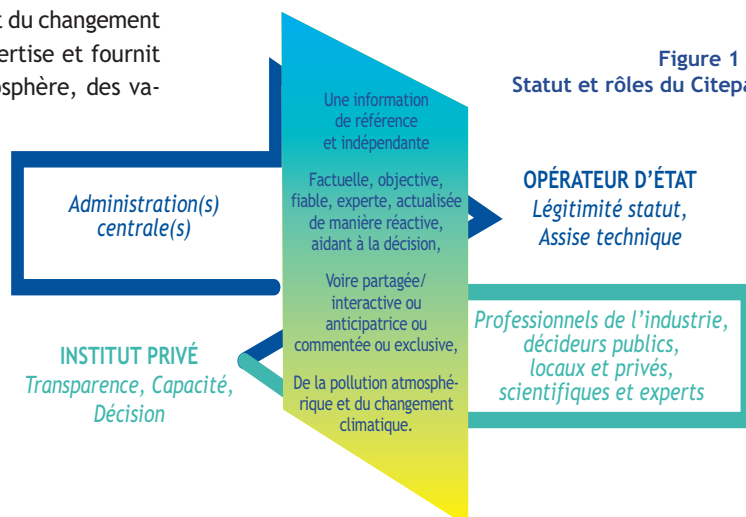 t du changement
ertise et fournit
osphère, des va-
Figure 1
Statut et rôles du Citepa
Une information
de référence
et indépendante
Factuelle, objective,
fiable, experte, actualisée
de manière réactive,
aidant à la décision,
Voire partagée/
interactive ou
anticipatrice ou
commentée ou exclusive,
De la pollution atmosphé-
rique et du changement
climatique.
Administration(s)
centrale(s)
OPÉRATEUR D'ÉTAT
Légitimité statut,
Assise technique
INSTITUT PRIVÉ
Transparence, Capacité,
Décision
Professionnels de l'industrie,
décideurs publics,
locaux et privés,
scientifiques et experts